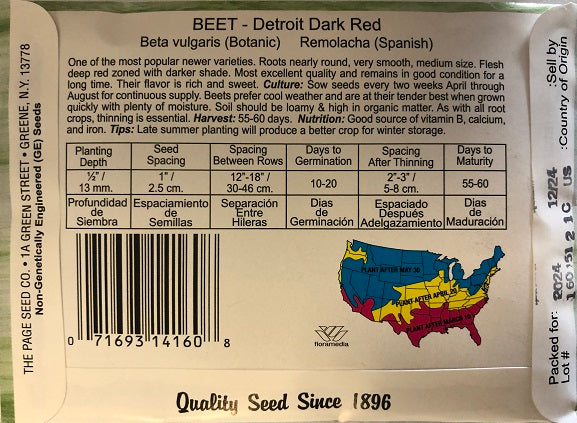 BEET - Detroit Dark Red
Beta vulgaris (Botanic) Remolacha (Spanish)
One of the most popular newer varieties. Roots nearly round, very smooth, medium size. Flesh
deep red zoned with darker shade. Most excellent quality and remains in good condition for a
long time. Their flavor is rich and sweet. Culture: Sow seeds every two weeks April through
August for continuous supply. Beets prefer cool weather and are at their tender best when grown
quickly with plenty of moisture. Soil should be loamy & high in organic matter. As with all root
crops, thinning is essential. Harvest: 55-60 days. Nutrition: Good source of vitamin B, calcium,
and iron. Tips: Late summer planting will produce a better crop for winter storage.
Planting Depth Seed Spacing Spacing Between Rows Days to Germination Spacing After Thinning Days to Maturity
½" / 13 mm. 1" / 2.5 cm. 12"-18" / 30-46 cm. 10-20 2"-3" / 5-8 cm. 55-60
Profundidad de Siembra Espaciamiento de Semillas Separación Entre Hileras Dias de Germinación Espaciado Después Adelgazamiento Dias de Maduración
PLANT AFTER MAY 30
PLANT AFTER APRIL 20
PLANT AFTER MARCH 10
floramedia
0 71693 14160 8
Quality Seed Since 1896
THE PAGE SEED CO. • 1A GREEN STREET • GREENE, N.Y. 13778
Non-Genetically Engineered (GE) Seeds
Packed for: 2024 12/24
Lot # 1 C US
:Sell by
:Country of Origin